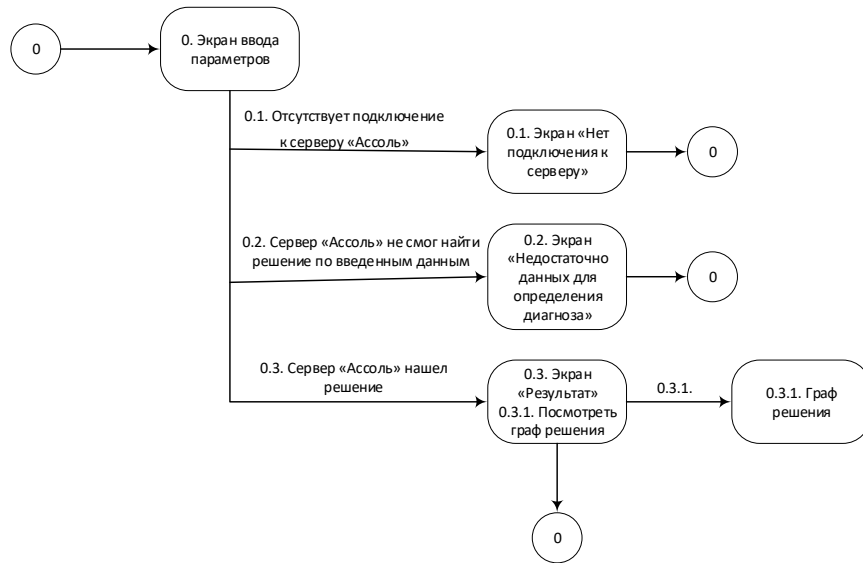 0
0. Экран ввода
параметров
0.1. Отсутствует подключение
к серверу «Ассоль»
0.1. Экран «Нет
подключения к
серверу»
0
0.2. Сервер «Ассоль» не смог найти
решение по введенным данным
0.2. Экран
«Недостаточно
данных для
определения
диагноза»
0
0.3. Сервер «Ассоль» нашел
решение
0.3. Экран
«Результат»
0.3.1. Посмотреть
граф решения
0.3.1.
0.3.1. Граф
решения
0